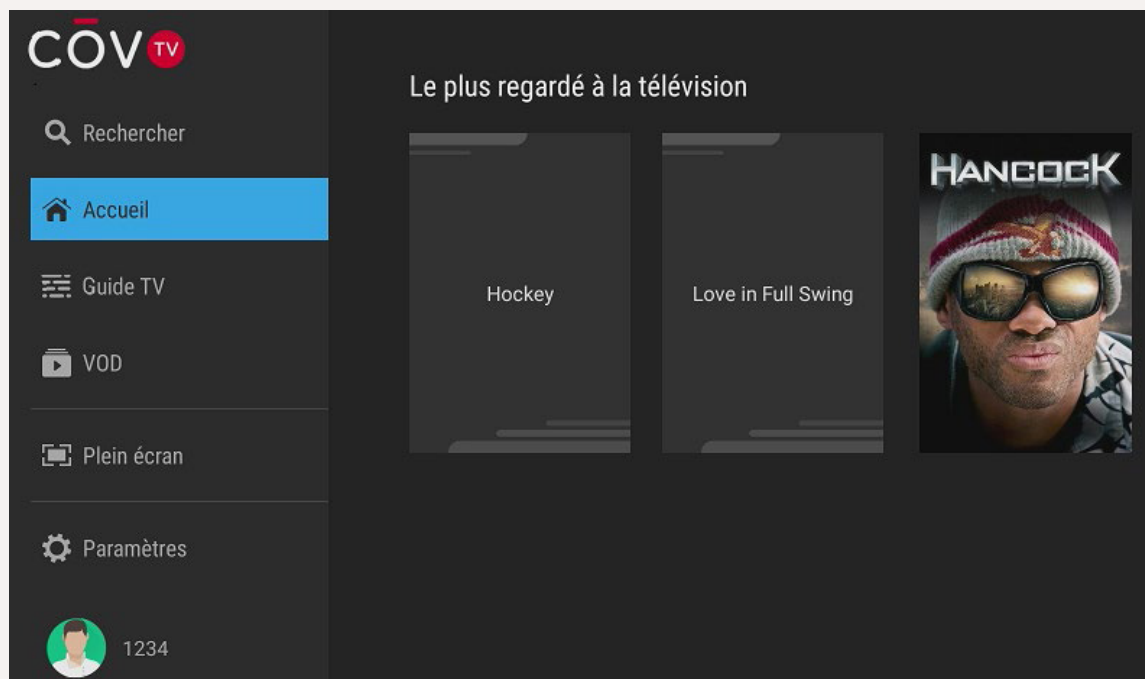 CŌV TV
Rechercher
Accueil
Guide TV
VOD
Plein écran
Paramètres
1234
Le plus regardé à la télévision
Hockey
Love in Full Swing
HANCOCK